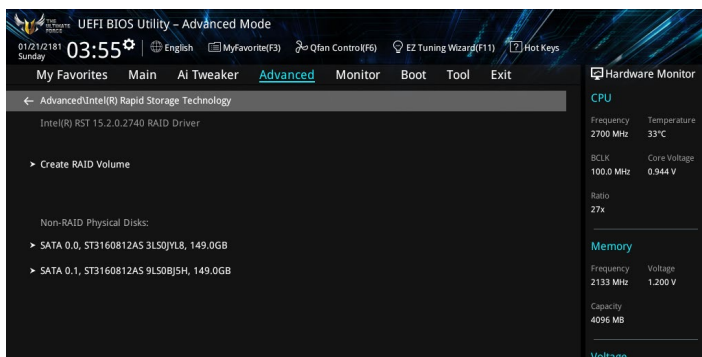 THE ULTIMATE FORCE
UEFI BIOS Utility – Advanced Mode
01/21/2181 Sunday
03:55
English
MyFavorite(F3)
Qfan Control(F6)
EZ Tuning Wizard(F11)
? Hot Keys
My Favorites Main Ai Tweaker Advanced Monitor Boot Tool Exit
Hardware Monitor
← Advanced\Intel(R) Rapid Storage Technology
Intel(R) RST 15.2.0.2740 RAID Driver
> Create RAID Volume
Non-RAID Physical Disks:
> SATA 0.0, ST3160812AS 3LS0JYL8, 149.0GB
> SATA 0.1, ST3160812AS 9LS0BJ5H, 149.0GB
CPU
Frequency Temperature
2700 MHz 33°C
BCLK Core Voltage
100.0 MHz 0.944 V
Ratio
27x
Memory
Frequency Voltage
2133 MHz 1.200 V
Capacity
4096 MB
Voltage